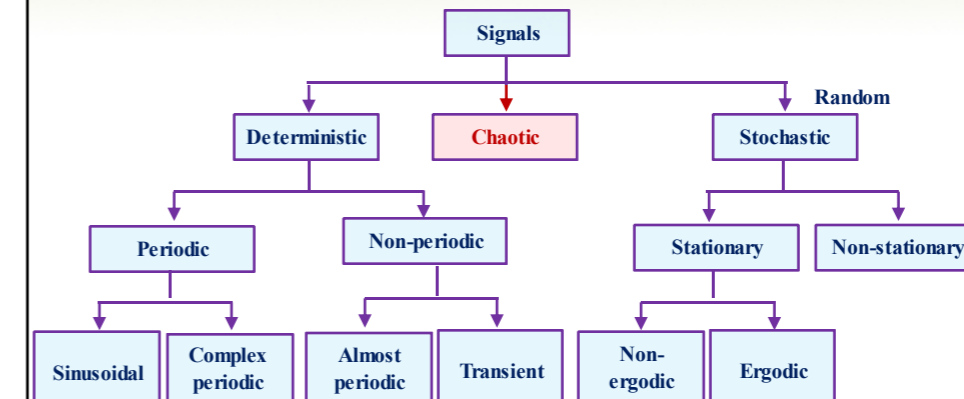 Signals
Random
Deterministic
Chaotic
Stochastic
Periodic
Non-periodic
Stationary
Non-stationary
Sinusoidal
Complex
periodic
Almost
periodic
Transient
Non-
ergodic
Ergodic